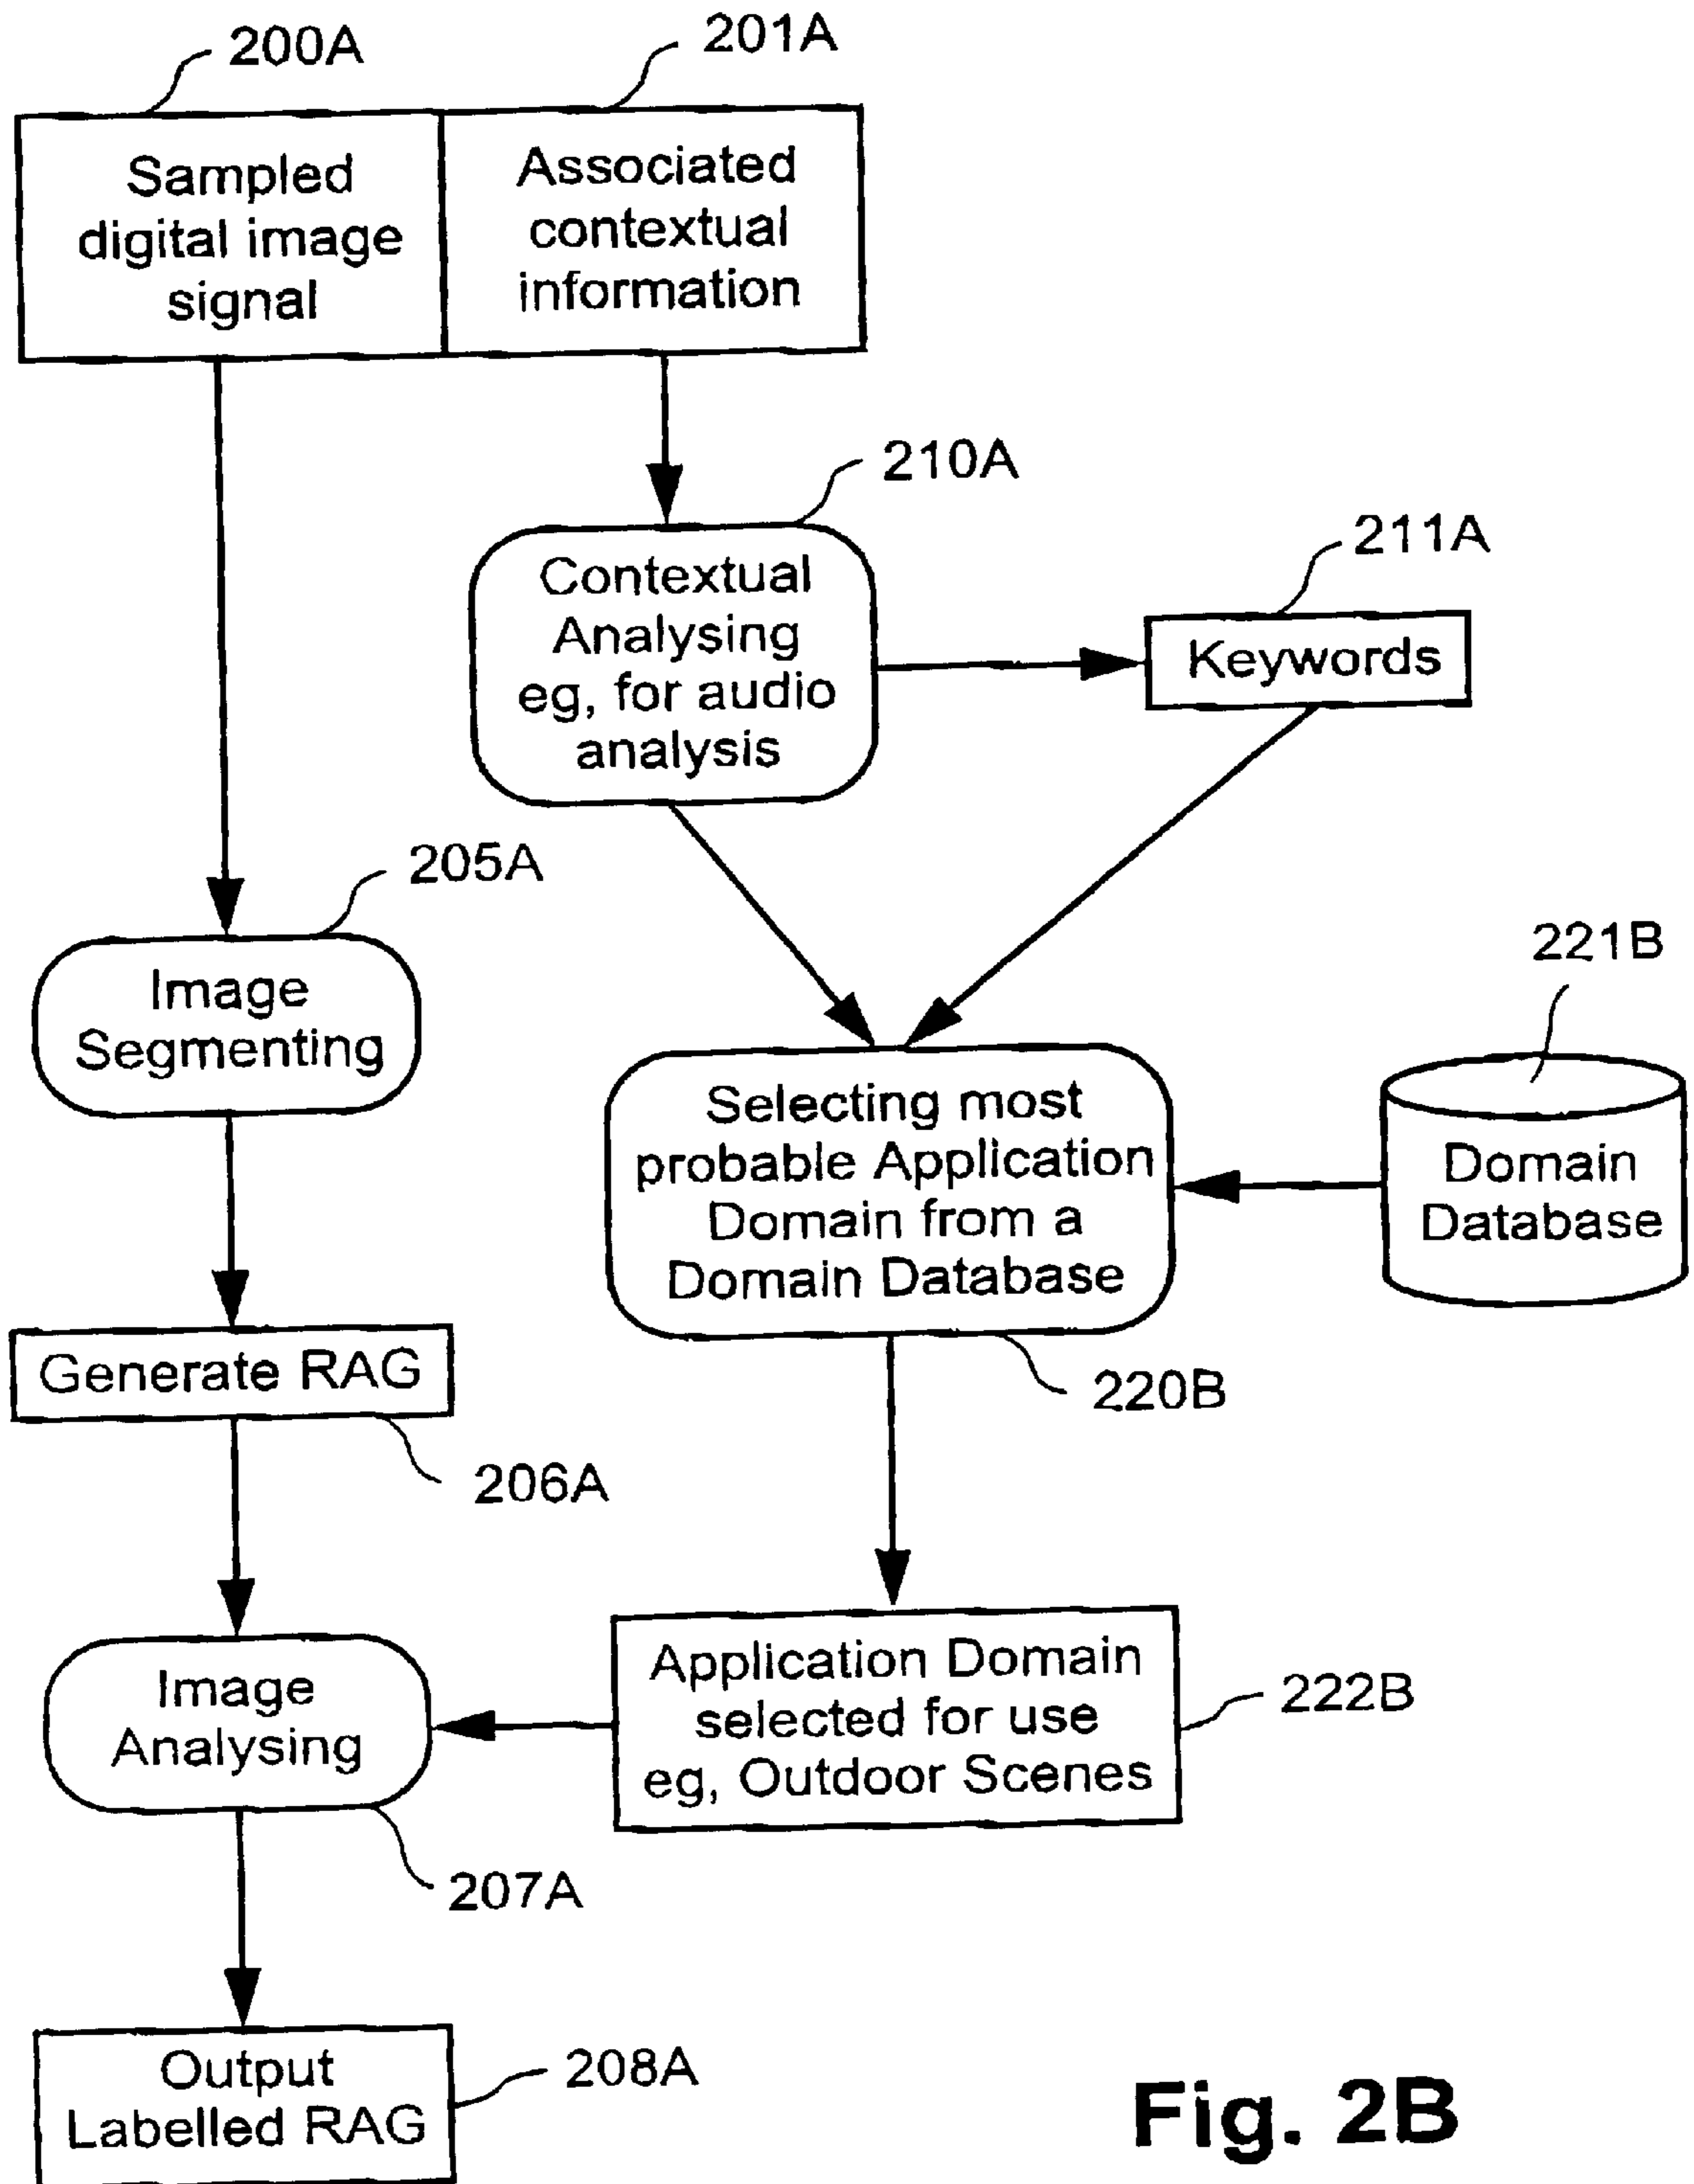 200A
201A
Sampled
digital image
signal
Associated
contextual
information
210A
Contextual
Analysing
eg, for audio
analysis
211A
Keywords
205A
Image
Segmenting
221B
Selecting most
probable Application
Domain from a
Domain Database
Domain
Database
220B
Generate RAG
206A
Image
Analysing
Application Domain
selected for use
eg, Outdoor Scenes
222B
207A
Output
Labelled RAG
208A
Fig. 2B